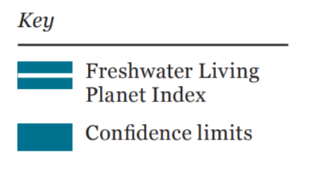 Key
Freshwater Living
Planet Index
Confidence limits